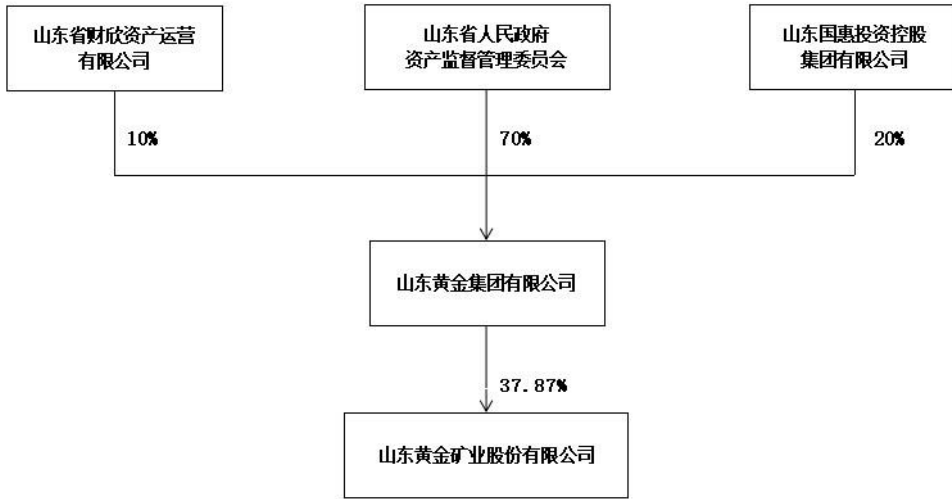 山东省财欣资产运营
有限公司
山东省人民政府
资产监督管理委员会
山东国惠投资控股
集团有限公司
10%
70%
20%
山东黄金集团有限公司
37.87%
山东黄金矿业股份有限公司